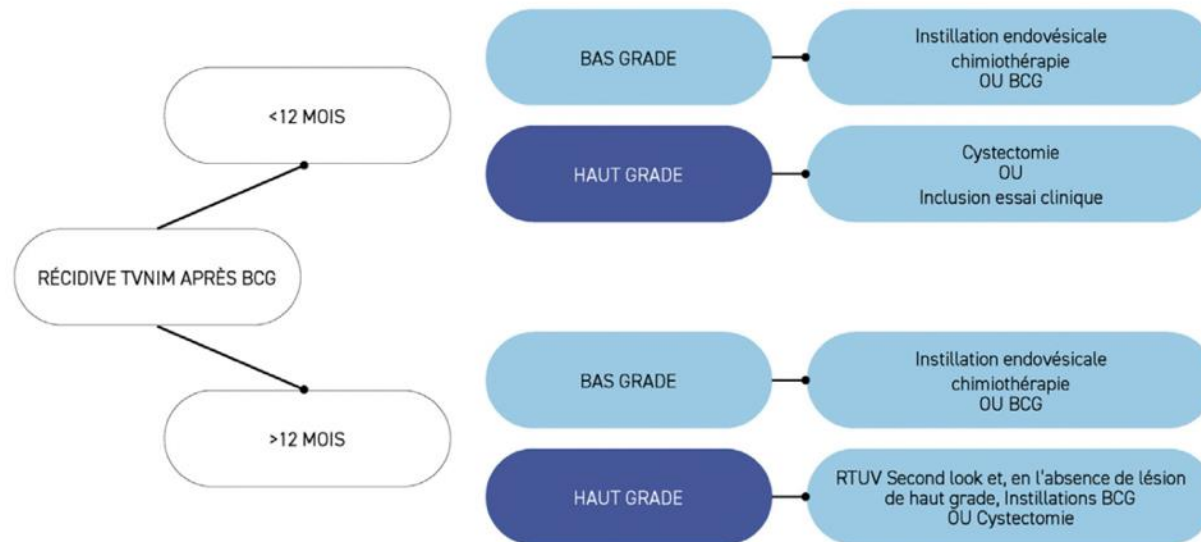 BAS GRADE
Instillation endovésicale
chimiothérapie
OU BCG
<12 MOIS
HAUT GRADE
Cystectomie
OU
Inclusion essai clinique
RÉCIDIVE TVNIM APRÈS BCG
BAS GRADE
Instillation endovésicale
chimiothérapie
OU BCG
>12 MOIS
HAUT GRADE
RTUV Second look et, en l'absence de lésion
de haut grade, Instillations BCG
OU Cystectomie